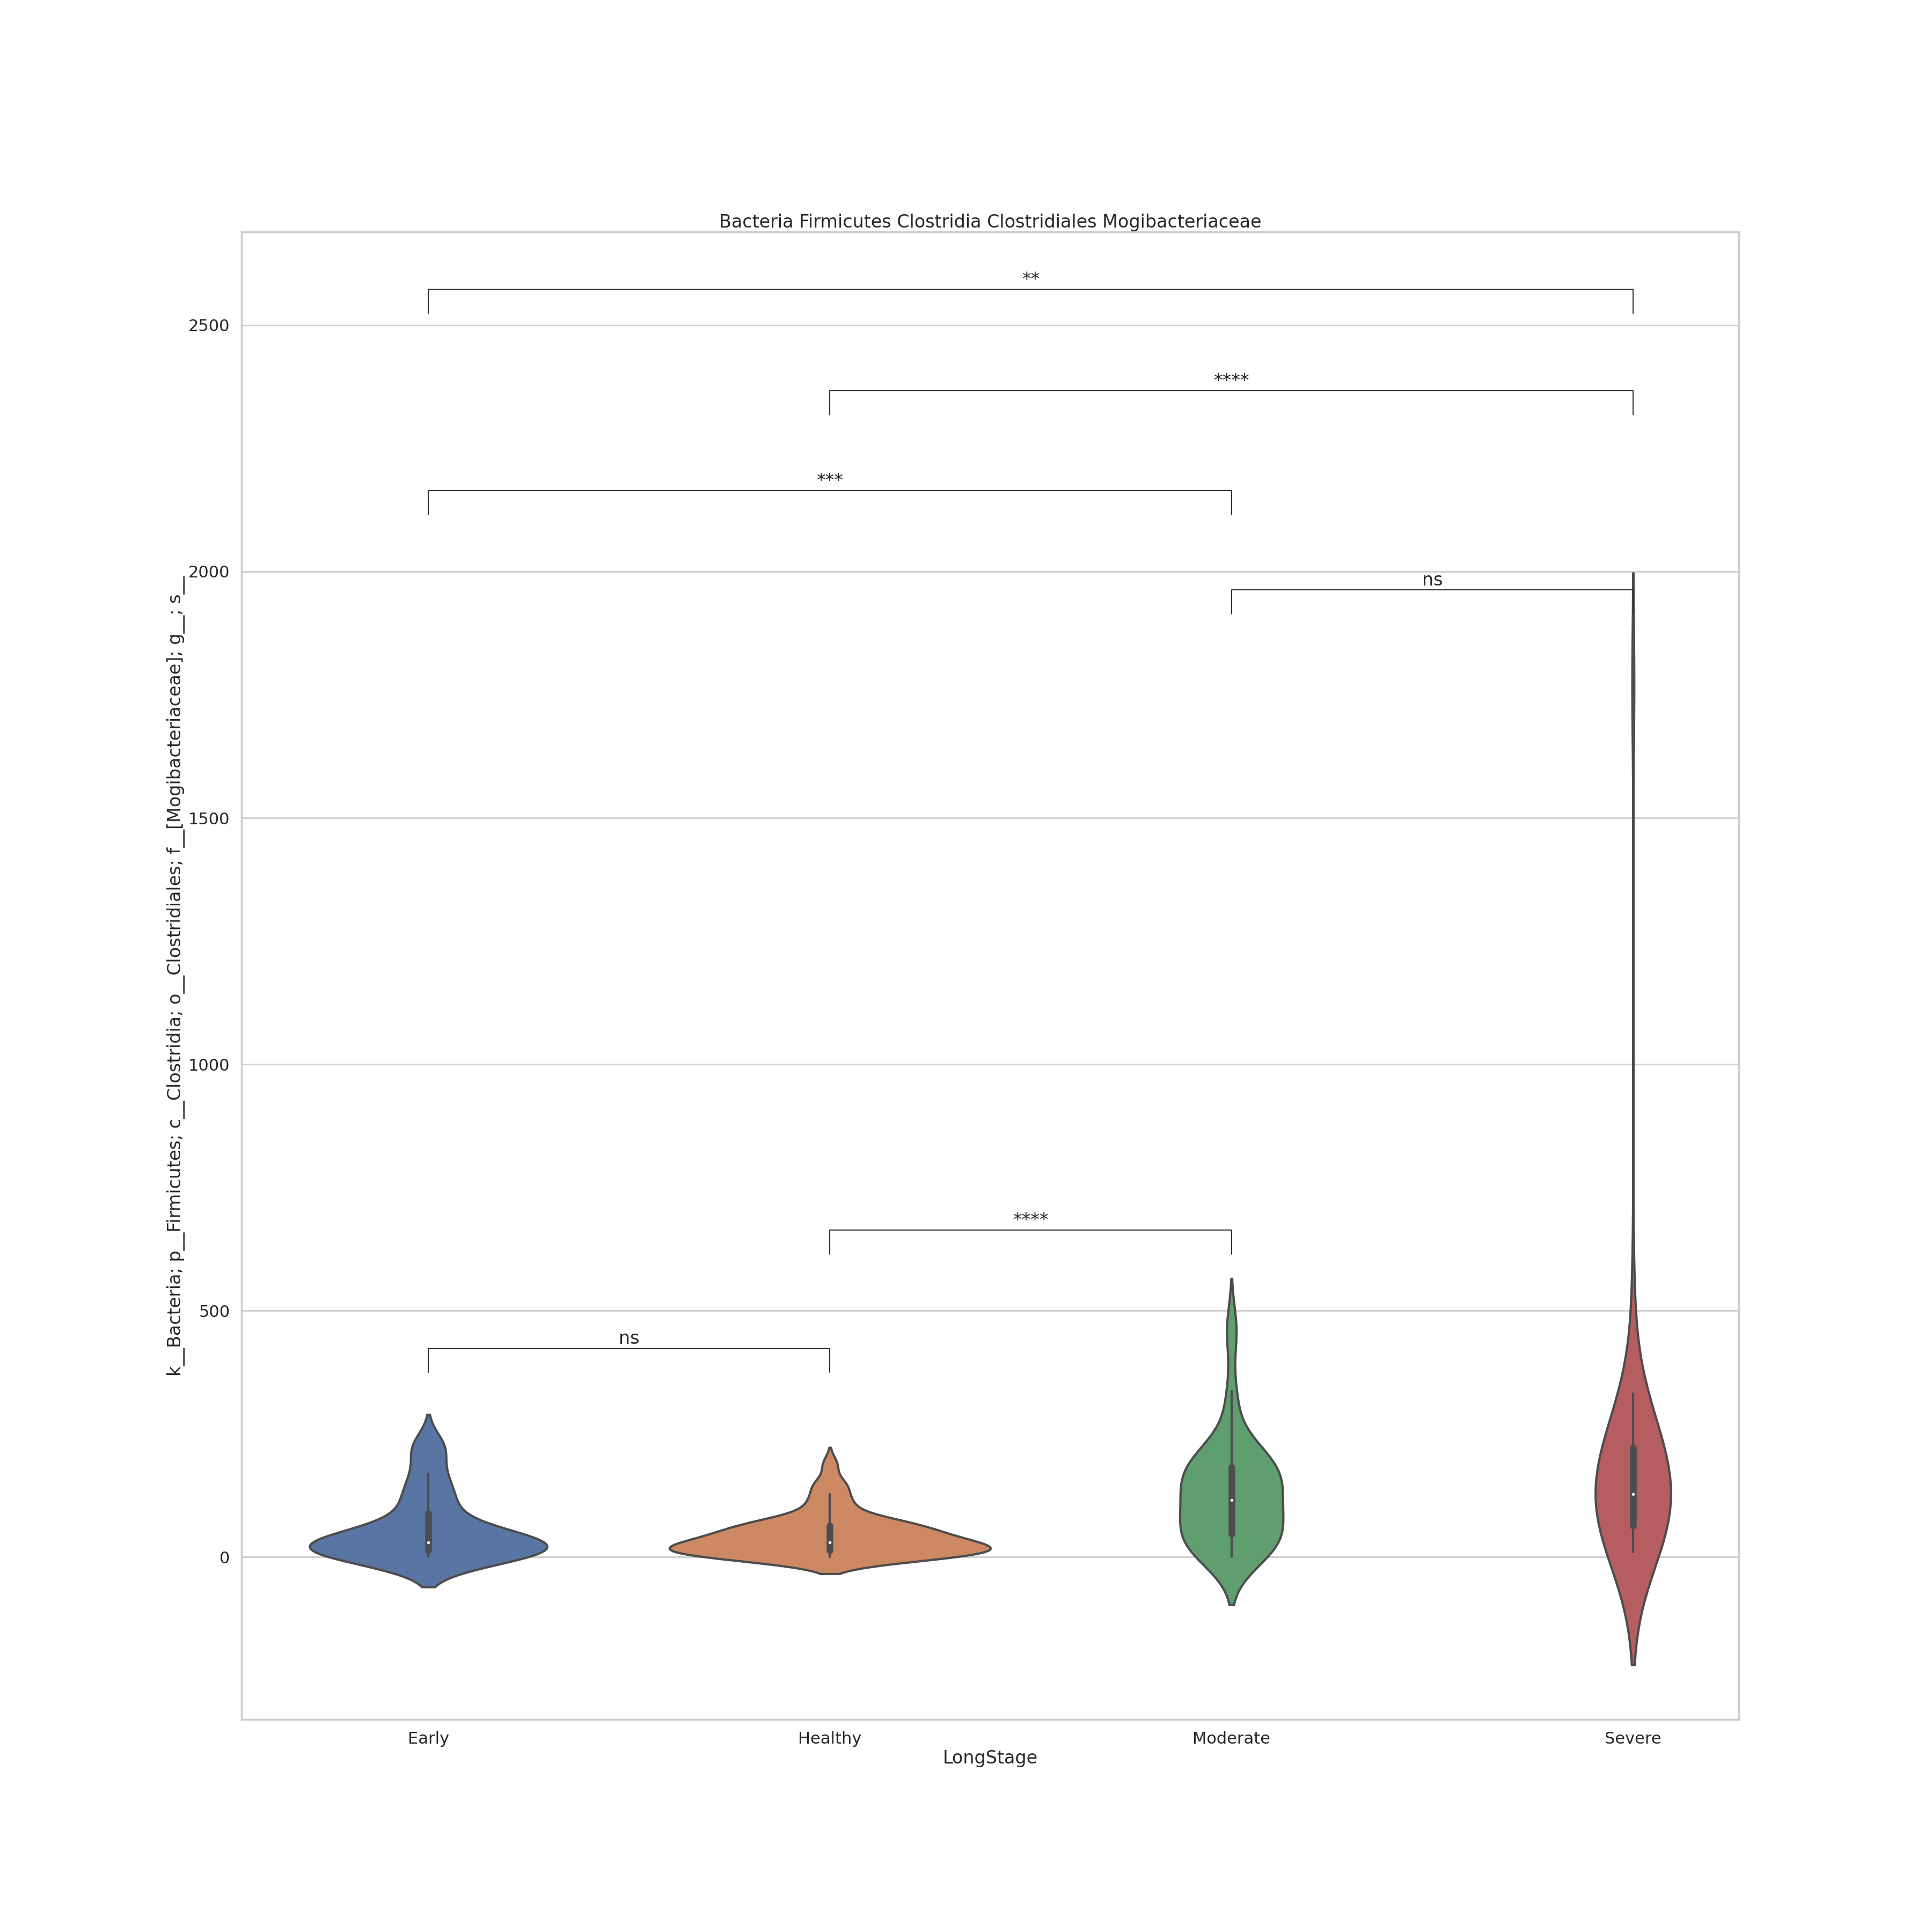 Bacteria Firmicutes Clostridia Clostridiales Mogibacteriaceae
k__Bacteria; p__Firmicutes; c__Clostridia; o__Clostridiales; f__[Mogibacteriaceae]; g__; s__
2500
2000
1500
1000
500
0
**
****
***
ns
****
ns
Early
Healthy
Moderate
Severe
LongStage